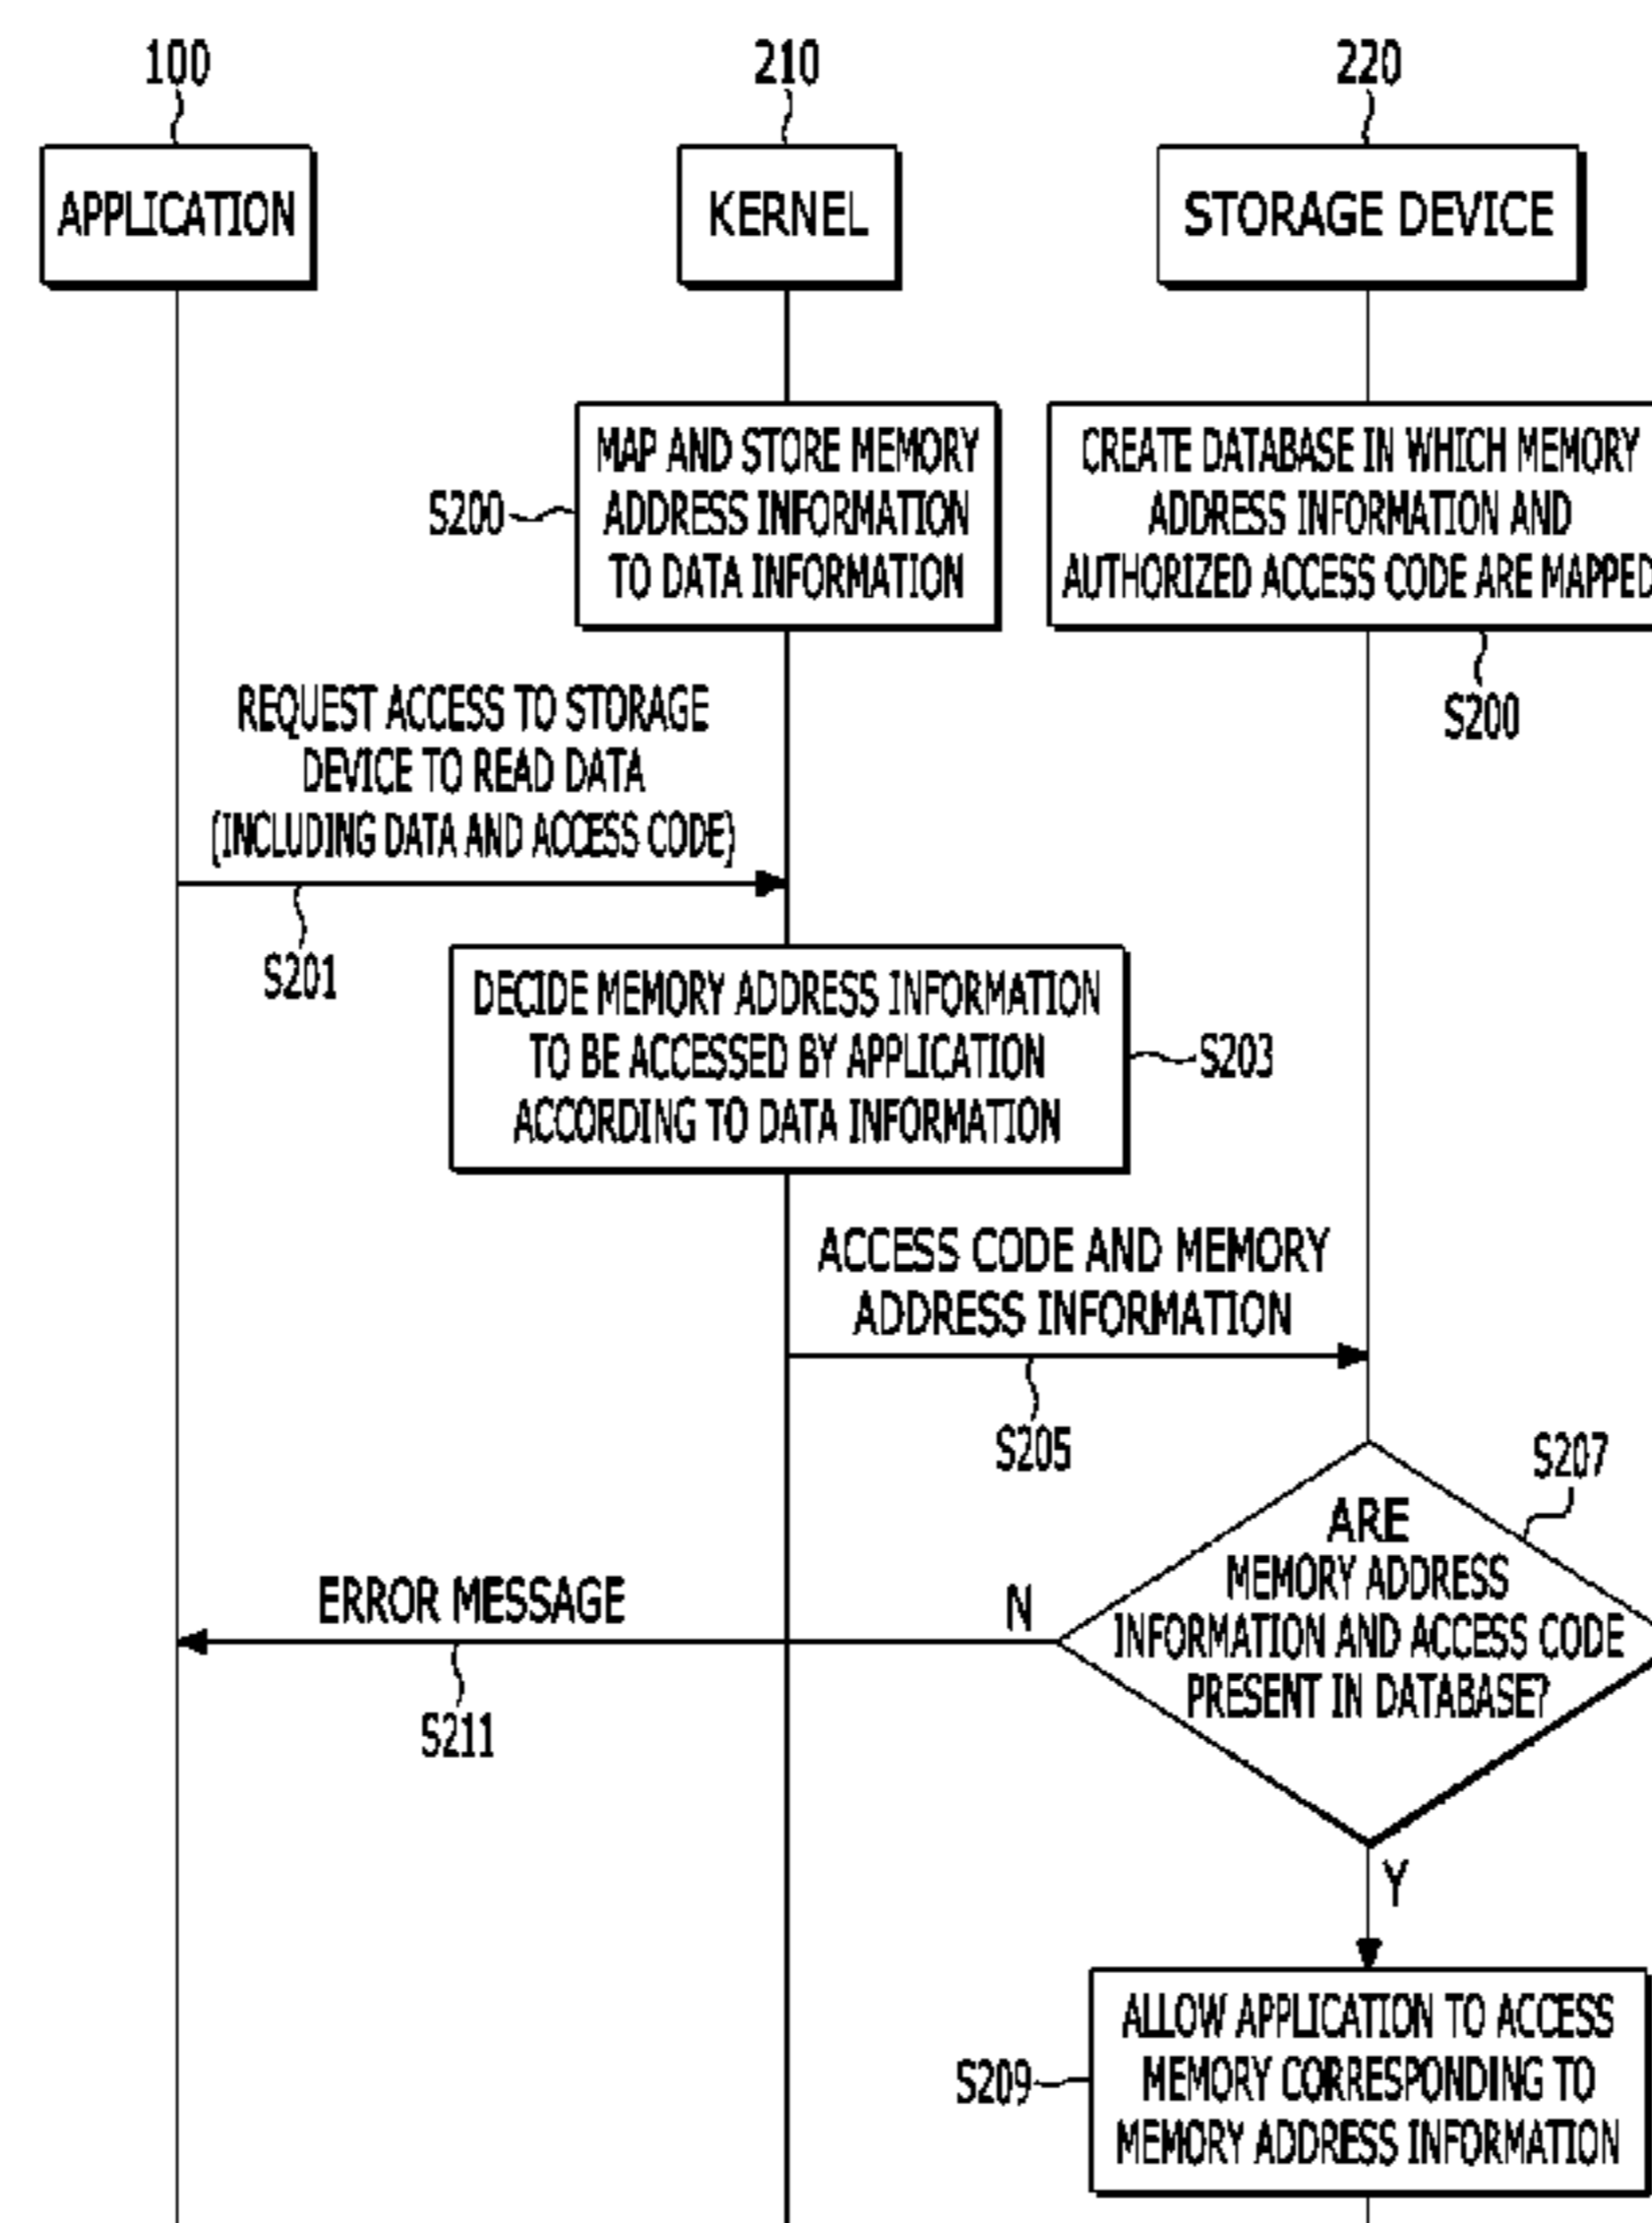 100
210
220
APPLICATION
KERNEL
STORAGE DEVICE
MAP AND STORE MEMORY
ADDRESS INFORMATION
TO DATA INFORMATION
S200
CREATE DATABASE IN WHICH MEMORY
ADDRESS INFORMATION AND
AUTHORIZED ACCESS CODE ARE MAPPED
S200
REQUEST ACCESS TO STORAGE
DEVICE TO READ DATA
(INCLUDING DATA AND ACCESS CODE)
S201
DECIDE MEMORY ADDRESS INFORMATION
TO BE ACCESSED BY APPLICATION
ACCORDING TO DATA INFORMATION
S203
ACCESS CODE AND MEMORY
ADDRESS INFORMATION
S205
S207
ARE
MEMORY ADDRESS
INFORMATION AND ACCESS CODE
PRESENT IN DATABASE?
N
ERROR MESSAGE
S211
Y
ALLOW APPLICATION TO ACCESS
MEMORY CORRESPONDING TO
MEMORY ADDRESS INFORMATION
S209